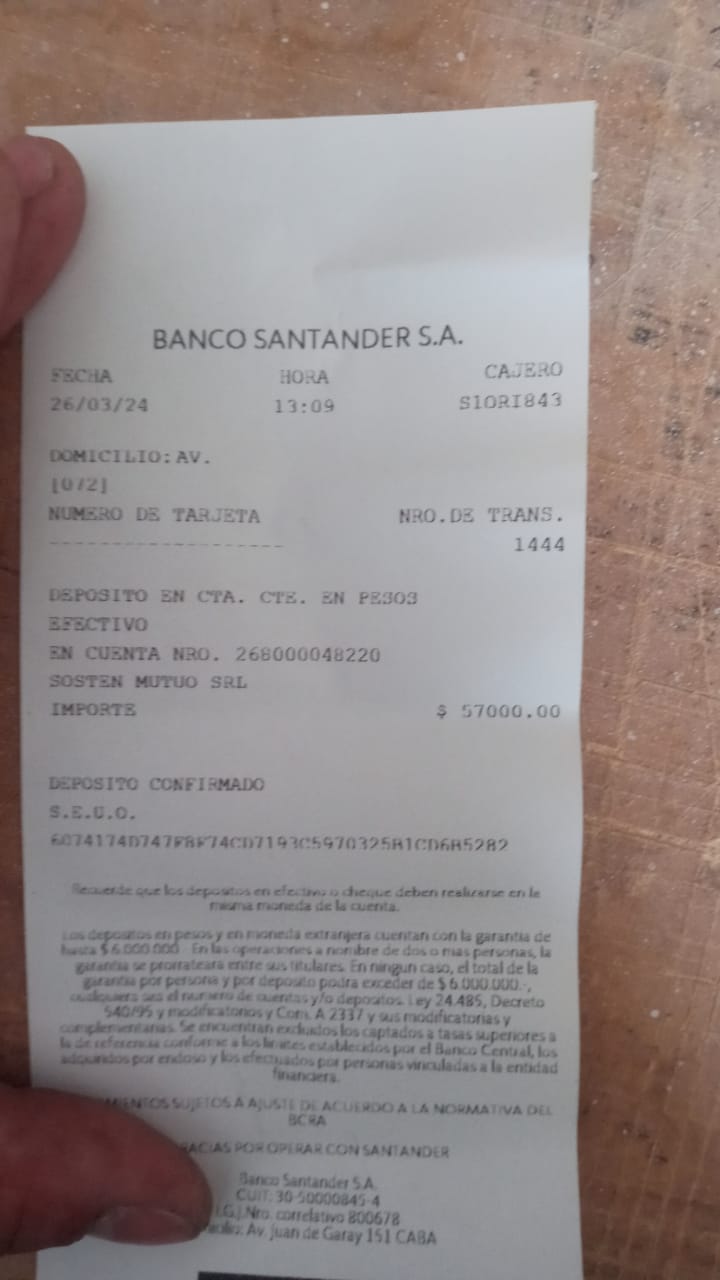 BANCO SANTANDER S.A.
FECHA HORA CAJERO
26/03/24 13:09 S1ORI843
DOMICILIO: AV.
[072]
NUMERO DE TARJETA NRO.DE TRANS.
-------------------- 1444
DEPOSITO EN CTA. CTE. EN PESOS
EFECTIVO
EN CUENTA NRO. 268000048220
SOSTEN MUTUO SRL
IMPORTE $ 57000.00
DEPOSITO CONFIRMADO
S.E.U.O.
Recuerde que los depositos en efectivo o cheque deben realizarse en la
misma moneda de la cuenta.
Los depositos en pesos y en moneda extranjera cuentan con la garantia de
hasta $ 6.000.000.- En las operaciones a nombre de dos o mas personas, la
garantia se prorrateara entre sus titulares. En ningun caso, el total de la
garantia por persona y por deposito podra exceder de $ 6.000.000.-,
cualquiera sea el numero de cuentas y/o depositos. Ley 24.485, Decreto
540/95 y modificatorios y Com. A 2337 y sus modificatorias y
complementarias. Se encuentran excluidos los captados a tasas superiores a
la de referencia conforme a los limites establecidos por el Banco Central, los
adquiridos por endoso y los efectuados por personas vinculadas a la entidad
financiera.
SUJETOS A AJUSTE DE ACUERDO A LA NORMATIVA DEL
BCRA
POR OPERAR CON SANTANDER
Banco Santander S.A.
CUIT: 30-50000845-4
I.G.J.Nro. correlativo 800678
Av. Juan de Garay 151 CABA